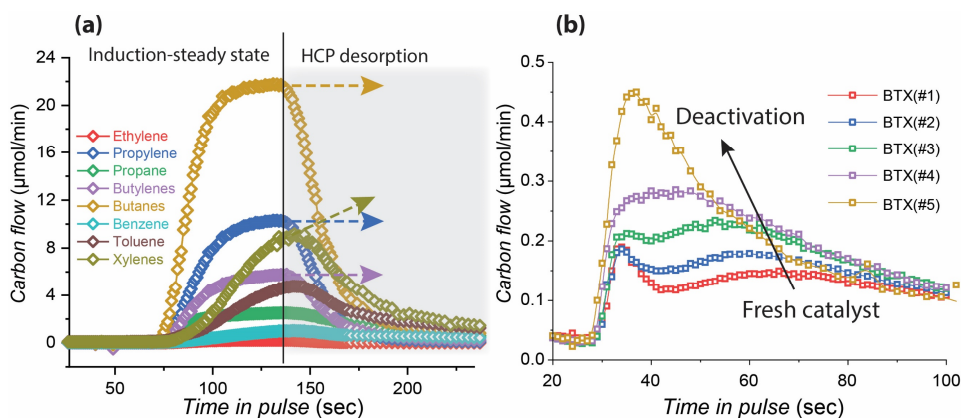 (a)
Induction-steady state
HCP desorption
24
20
16
12
8
4
0
Carbon flow (μmol/min)
Ethylene
Propylene
Propane
Butylenes
Butanes
Benzene
Toluene
Xylenes
50
100
150
200
Time in pulse (sec)
(b)
0.5
0.4
0.3
0.2
0.1
0.0
Carbon flow (μmol/min)
Deactivation
Fresh catalyst
BTX(#1)
BTX(#2)
BTX(#3)
BTX(#4)
BTX(#5)
20
40
60
80
100
Time in pulse (sec)